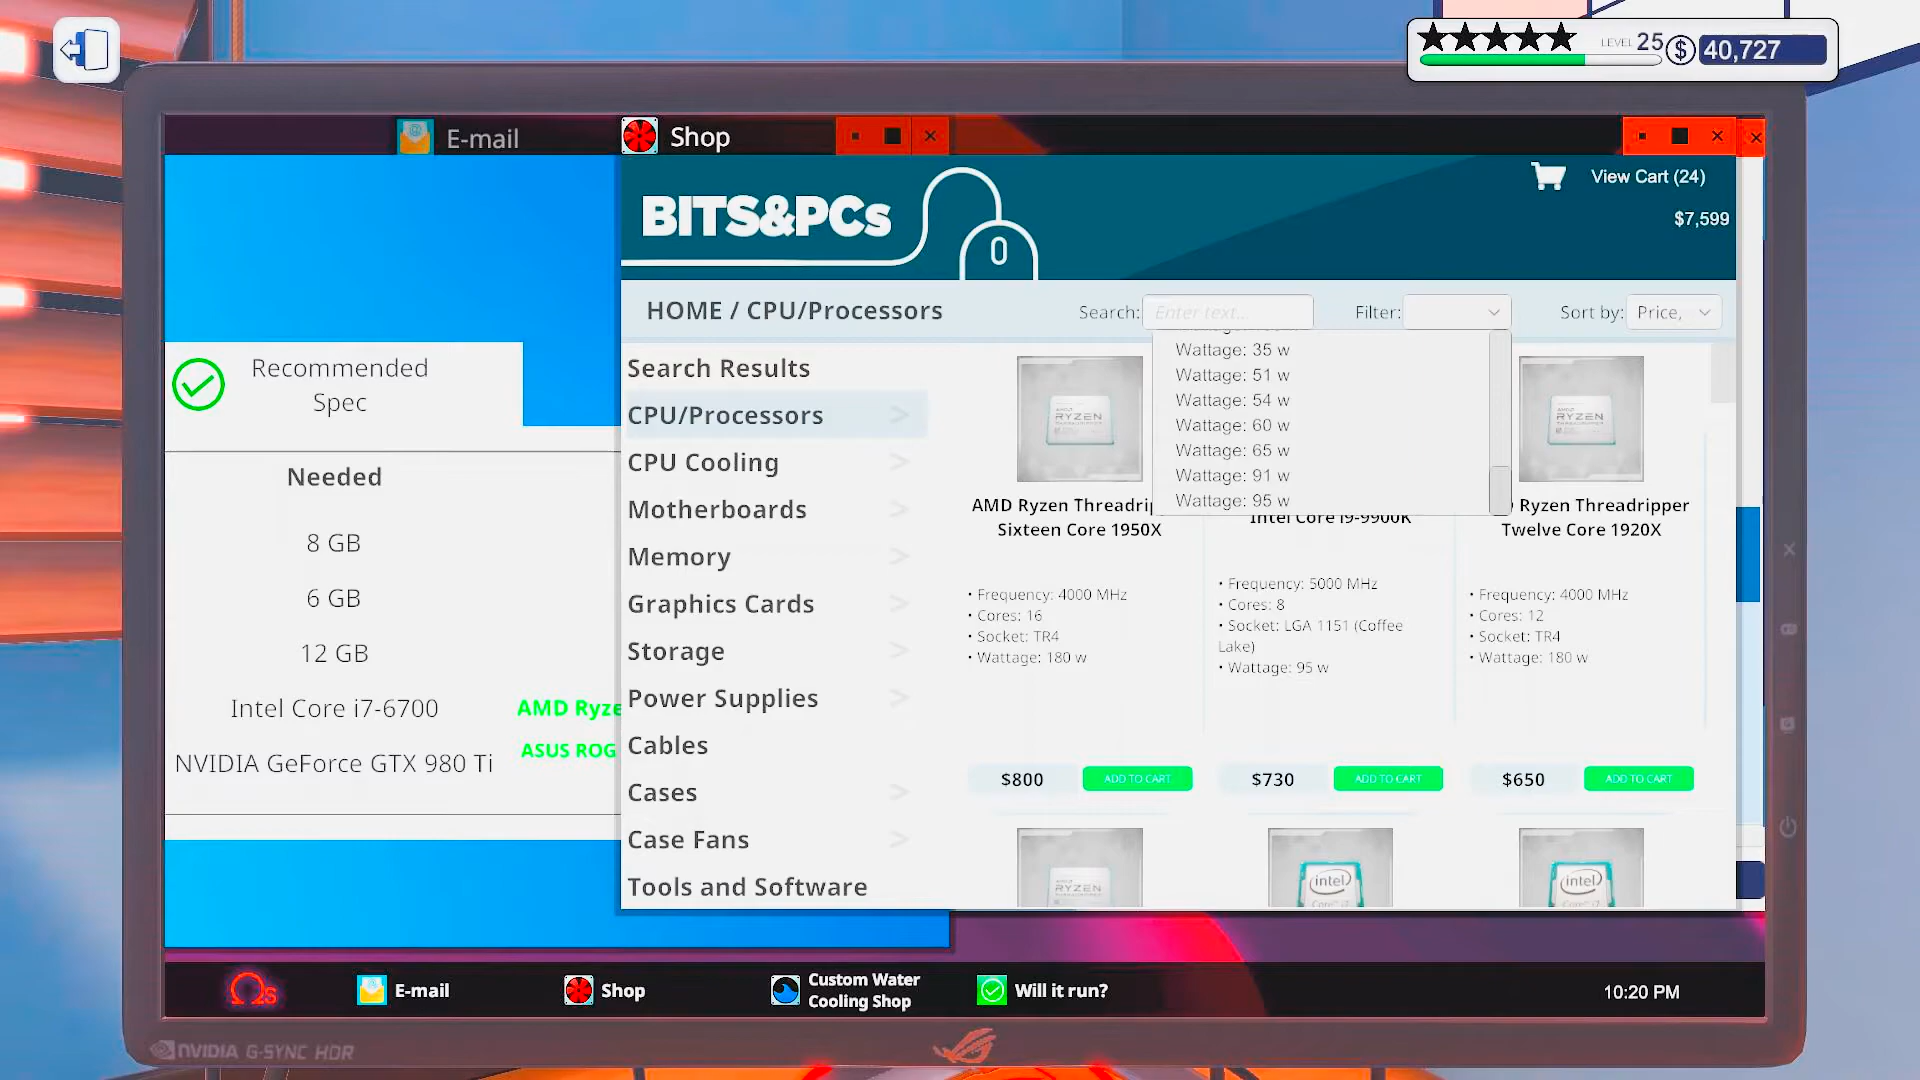 LEVEL 25
$ 40,727
E-mail
Shop
BITS&PCs
View Cart (24)
$7,599
HOME / CPU/Processors
Search: Enter text...
Filter:
Sort by: Price,
Recommended
Spec
Needed
8 GB
6 GB
12 GB
Intel Core i7-6700
AMD Ryze
NVIDIA GeForce GTX 980 Ti
ASUS ROG
Search Results
CPU/Processors >
CPU Cooling >
Motherboards >
Memory >
Graphics Cards >
Storage >
Power Supplies >
Cables
Cases >
Case Fans >
Tools and Software
Wattage: 35 w
Wattage: 51 w
Wattage: 54 w
Wattage: 60 w
Wattage: 65 w
Wattage: 91 w
Wattage: 95 w
RYZEN
AMD Ryzen Threadrip
Sixteen Core 1950X
• Frequency: 4000 MHz
• Cores: 16
• Socket: TR4
• Wattage: 180 w
$800
ADD TO CART
Intel Core i9-9900K
• Frequency: 5000 MHz
• Cores: 8
• Socket: LGA 1151 (Coffee
Lake)
• Wattage: 95 w
$730
ADD TO CART
RYZEN
Ryzen Threadripper
Twelve Core 1920X
• Frequency: 4000 MHz
• Cores: 12
• Socket: TR4
• Wattage: 180 w
$650
ADD TO CART
RYZEN
intel
intel
Ωs
E-mail
Shop
Custom Water
Cooling Shop
Will it run?
10:20 PM
NVIDIA G-SYNC HDR